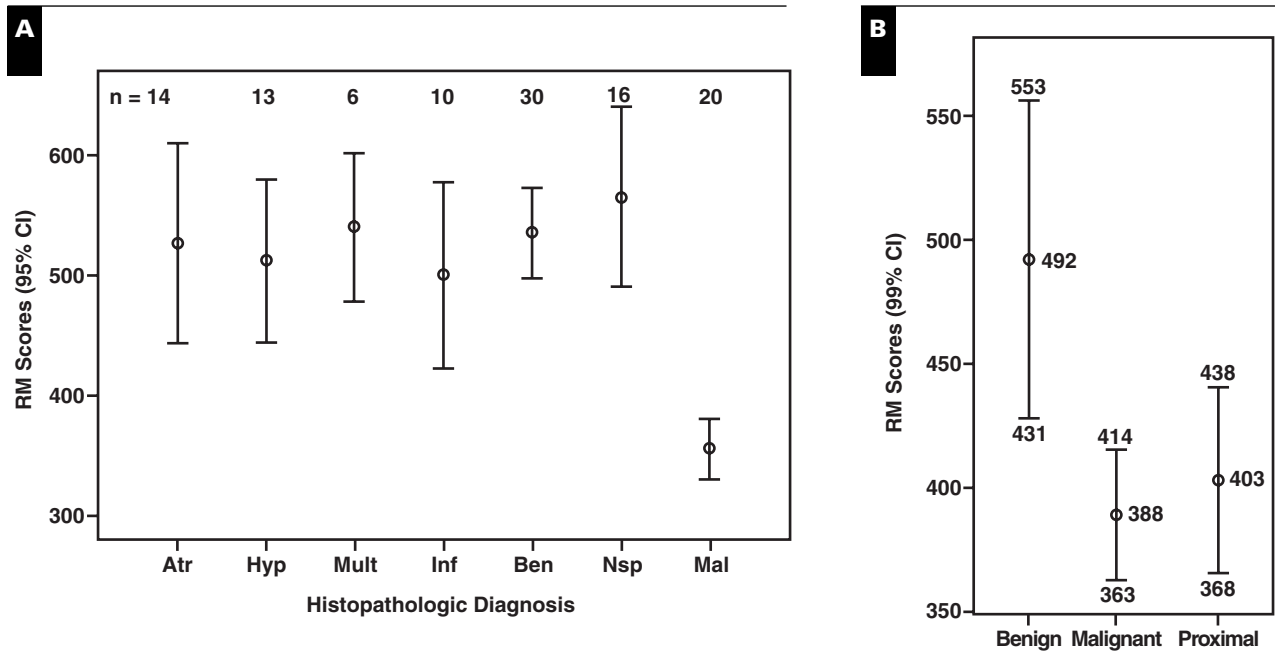 A
n = 14 13 6 10 30 16 20
600
500
400
300
RM Scores (95% CI)
Atr Hyp Mult Inf Ben Nsp Mal
Histopathologic Diagnosis
B
550
500
450
400
350
RM Scores (99% CI)
553
492
431
414
388
363
438
403
368
Benign Malignant Proximal